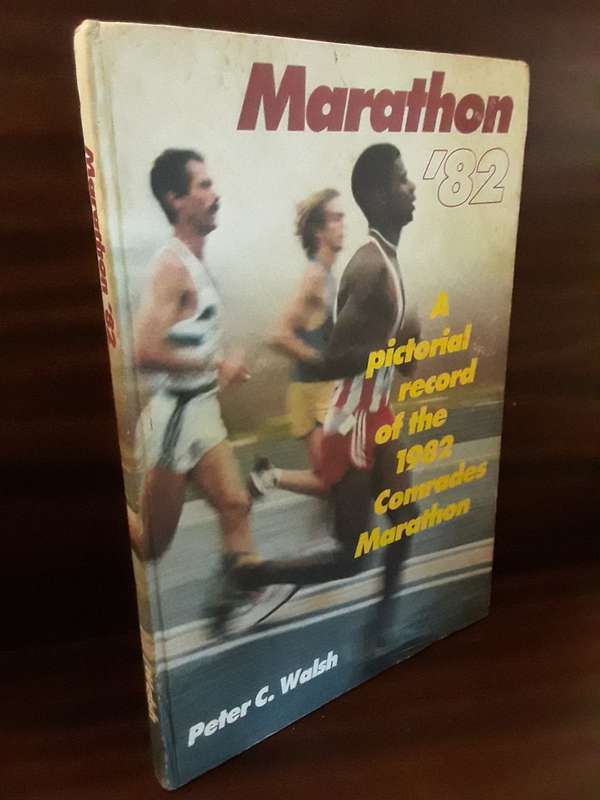 Marathon
'82
A
pictorial
record
of the
1982
Comrades
Marathon
Peter C. Walsh
Marathon '82